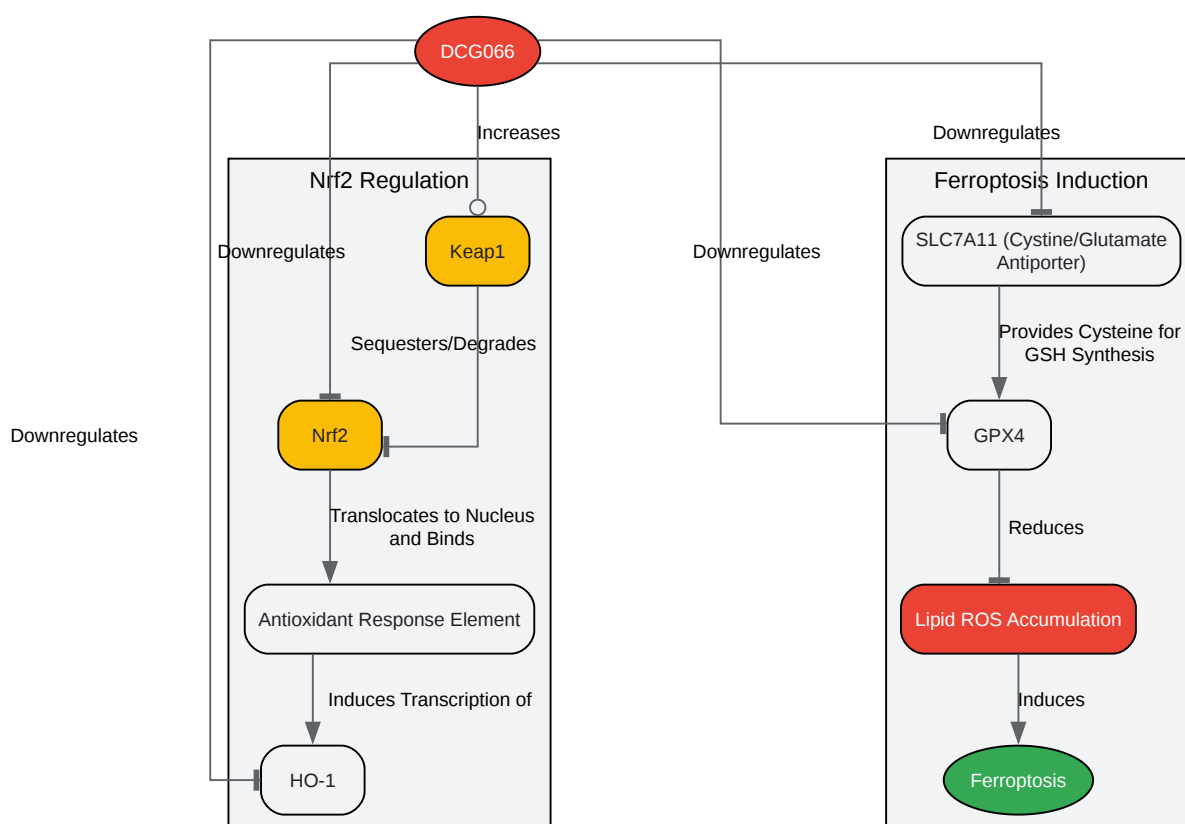 DCG066
Increases
Downregulates
Nrf2 Regulation
Ferroptosis Induction
Keap1
SLC7A11 (Cystine/Glutamate
Antiporter)
Downregulates
Downregulates
Sequesters/Degrades
Provides Cysteine for
GSH Synthesis
Downregulates
Nrf2
GPX4
Translocates to Nucleus
and Binds
Reduces
Antioxidant Response Element
Lipid ROS Accumulation
Induces Transcription of
Induces
HO-1
Ferroptosis